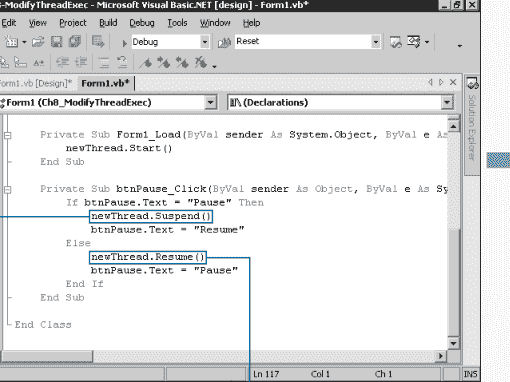 -ModifyThreadExec - Microsoft Visual Basic.NET [design] - Form1.vb*
Edit View Project Build Debug Tools Window Help
Debug Reset
Form1.vb [Design]* Form1.vb*
Form1 (Ch8_ModifyThreadExec) (Declarations)
Solution Explorer
Private Sub Form1_Load(ByVal sender As System.Object, ByVal e As
newThread.Start()
End Sub
Private Sub btnPause_Click(ByVal sender As Object, ByVal e As Sy
If btnPause.Text = "Pause" Then
newThread.Suspend()
btnPause.Text = "Resume"
Else
newThread.Resume()
btnPause.Text = "Pause"
End If
End Sub
End Class
Ln 117 Col 1 Ch 1 INS